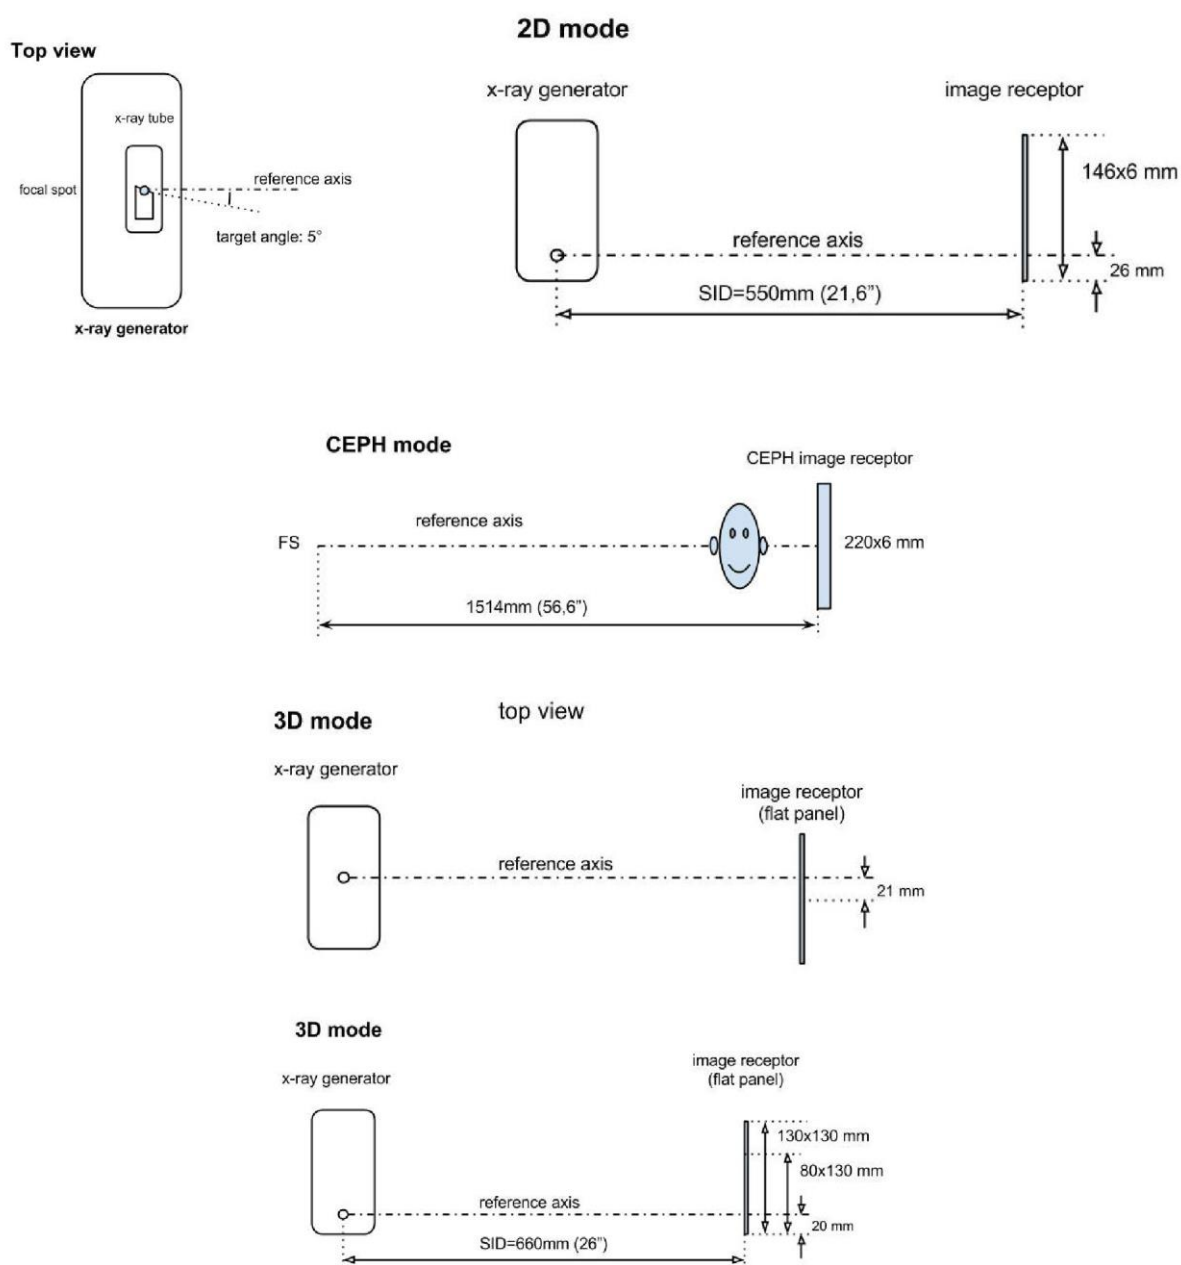 2D mode
Top view
x-ray generator
image receptor
x-ray tube
146x6 mm
focal spot
reference axis
target angle: 5°
reference axis
26 mm
SID=550mm (21,6”)
x-ray generator
CEPH mode
CEPH image receptor
reference axis
FS
220x6 mm
1514mm (56,6”)
3D mode
top view
x-ray generator
image receptor
(flat panel)
reference axis
21 mm
3D mode
x-ray generator
image receptor
(flat panel)
130x130 mm
80x130 mm
reference axis
20 mm
SID=660mm (26”)